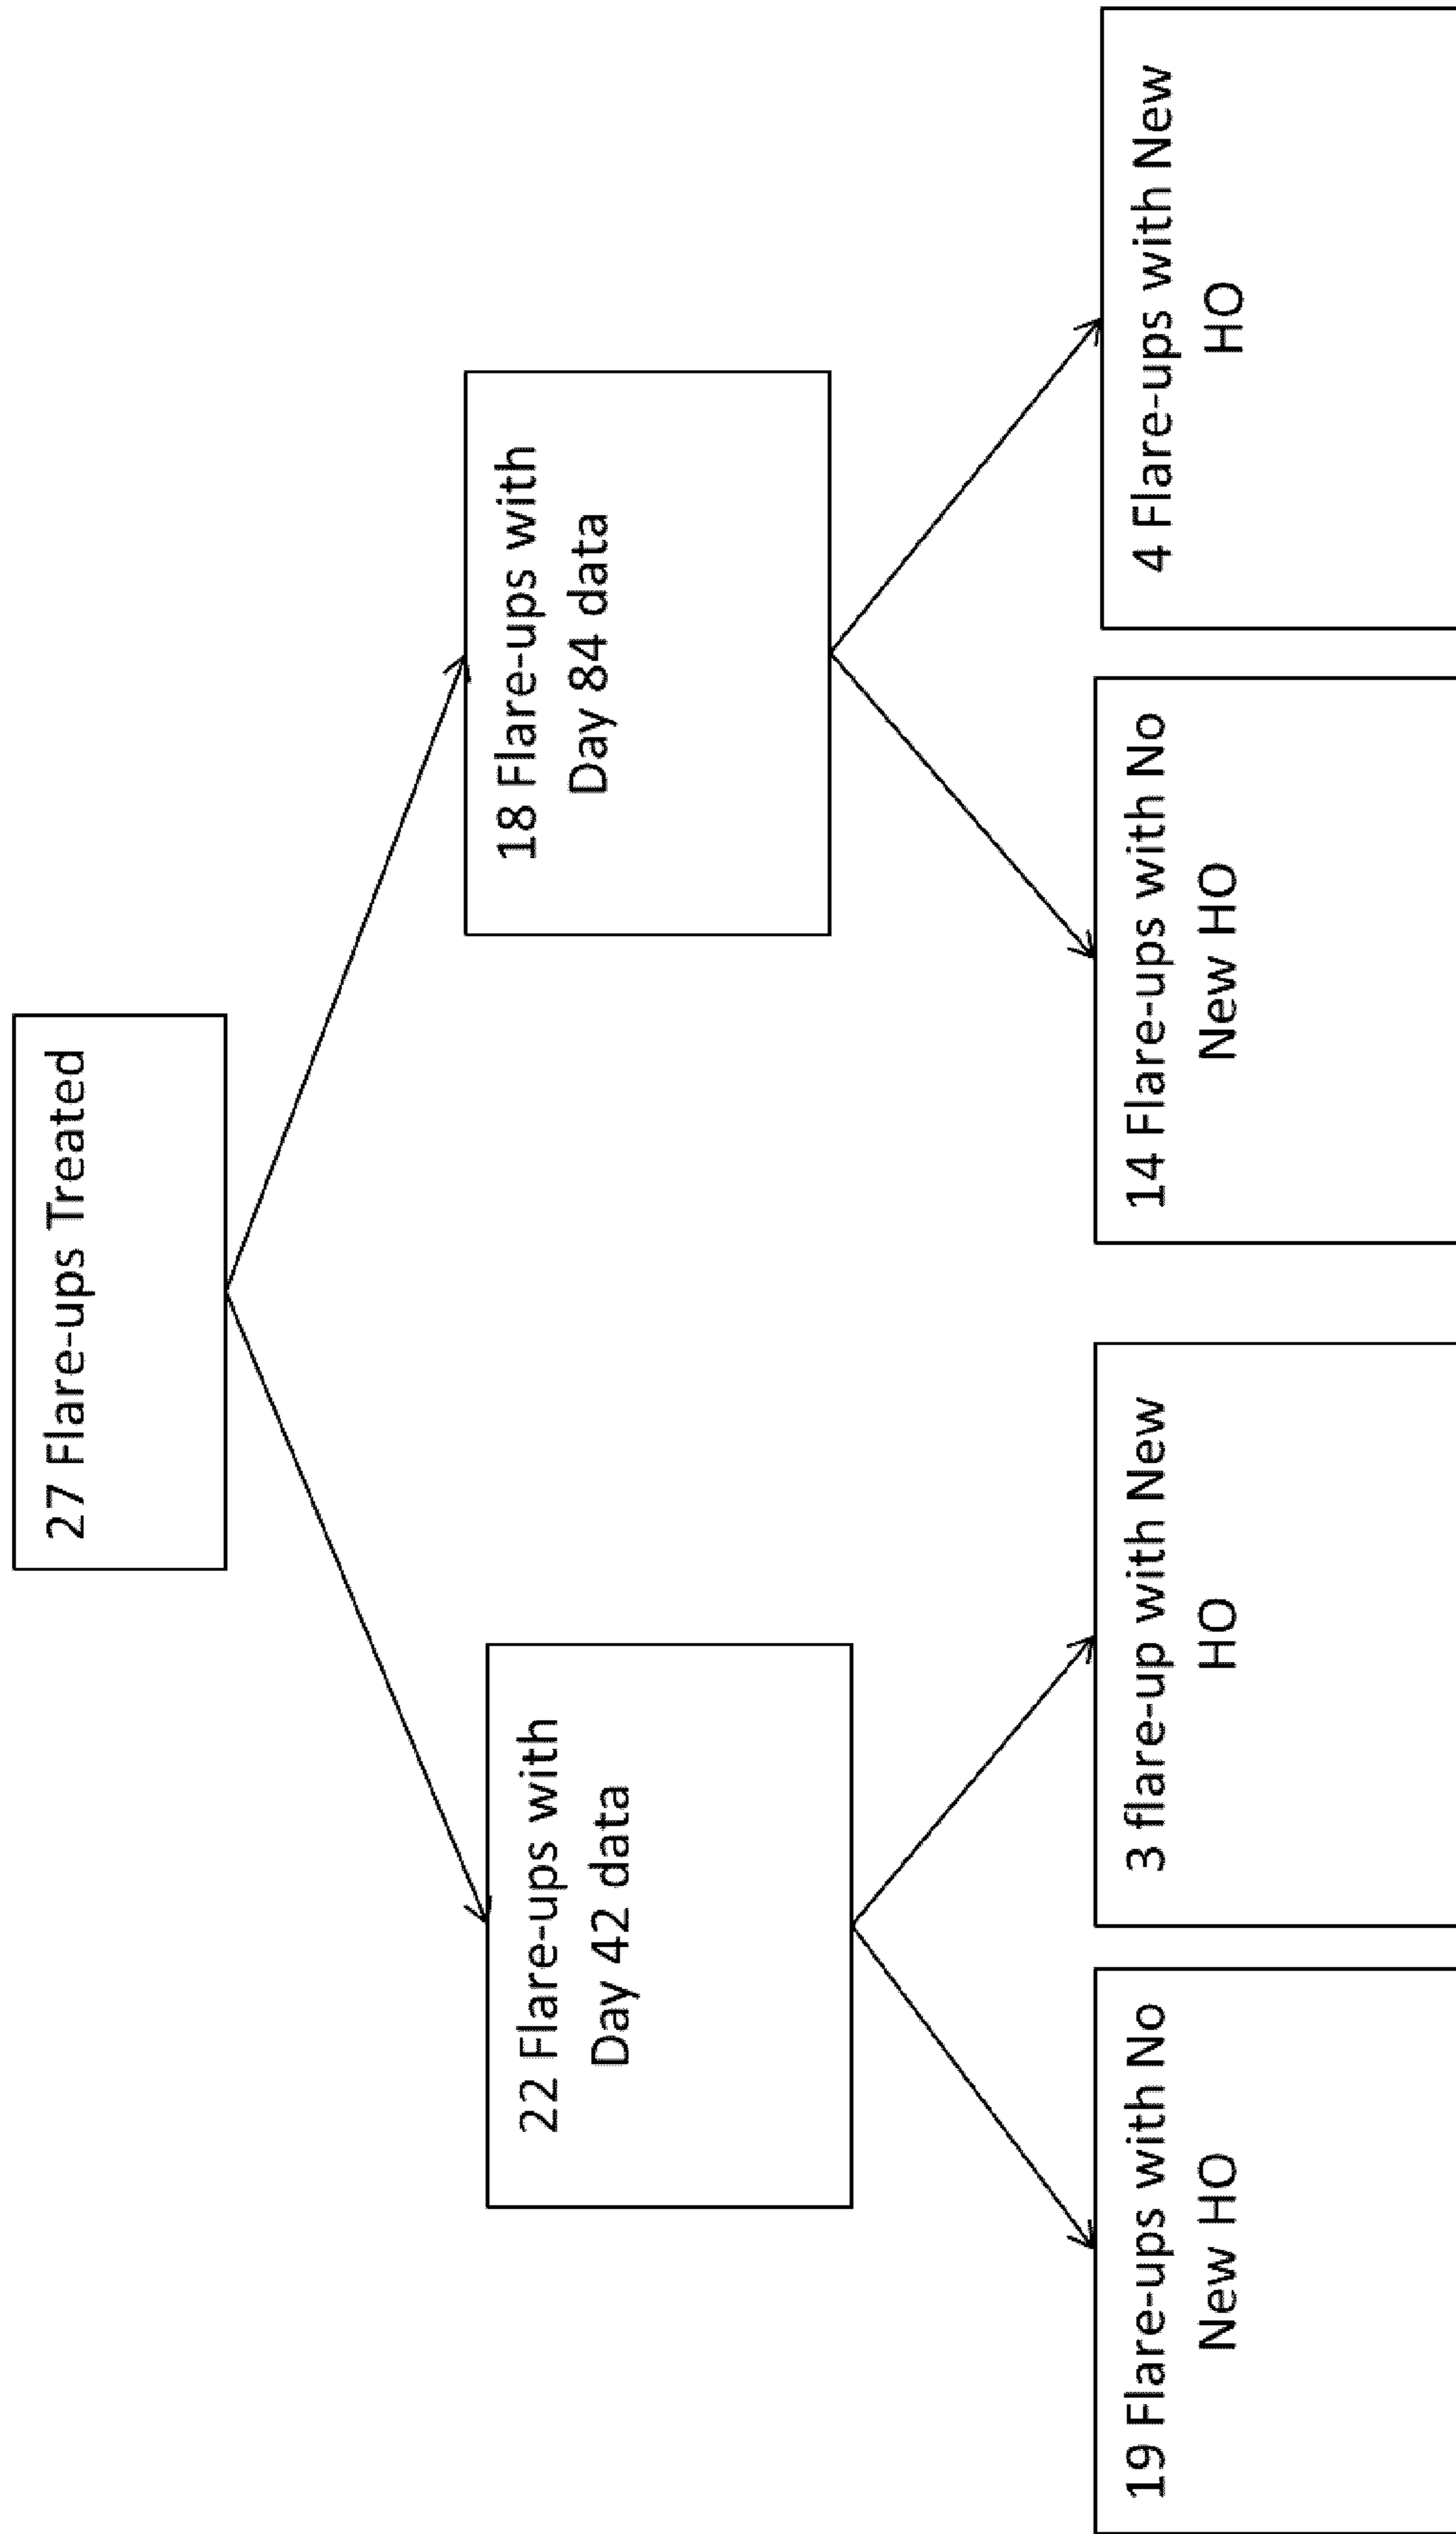 27 Flare-ups Treated
22 Flare-ups with
Day 42 data
18 Flare-ups with
Day 84 data
19 Flare-ups with No
New HO
3 flare-up with New
HO
14 Flare-ups with No
New HO
4 Flare-ups with New
HO